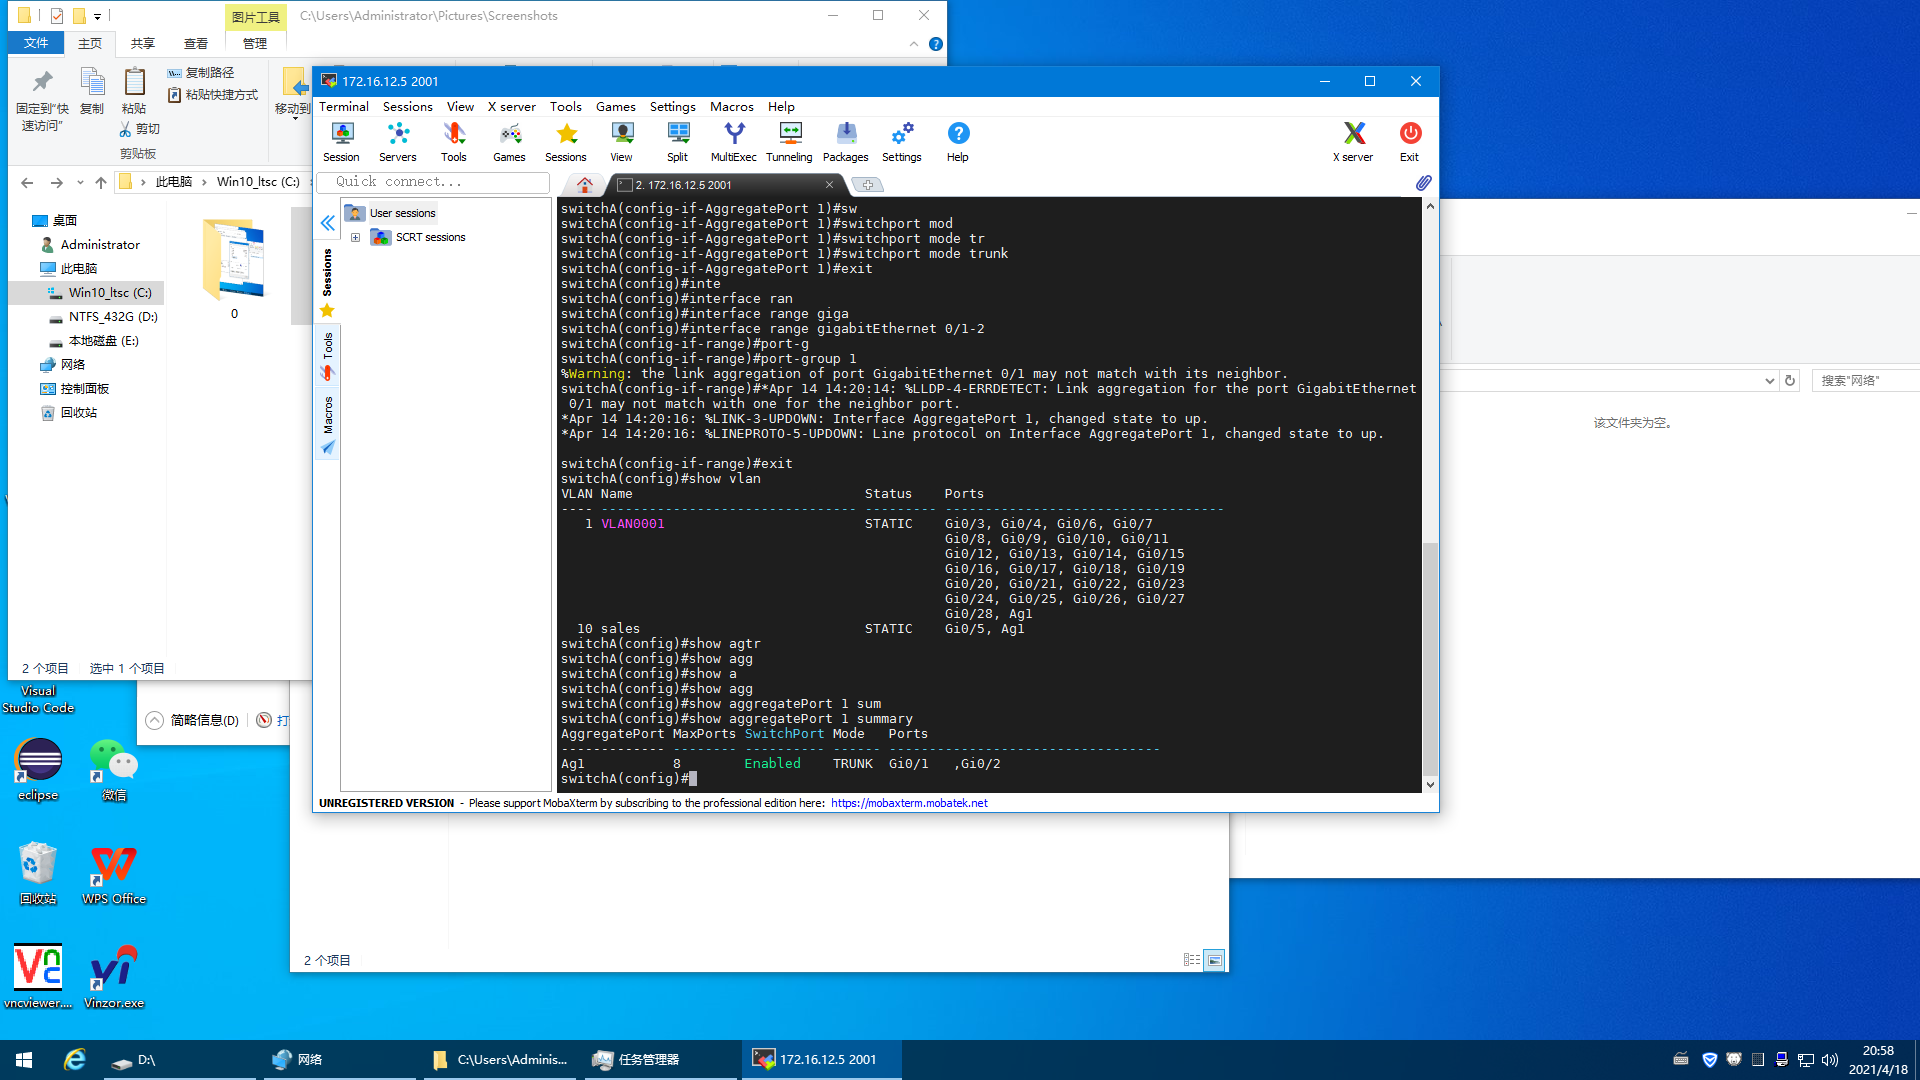 图片工具
C:\Users\Administrator\Pictures\Screenshots
文件
主页
共享
查看
管理
固定到“快速访问”
复制
粘贴
复制路径
粘贴快捷方式
剪切
移动到
剪贴板
此电脑
Win10_ltsc (C:)
桌面
Administrator
此电脑
Win10_ltsc (C:)
NTFS_432G (D:)
本地磁盘 (E:)
网络
控制面板
回收站
0
2 个项目
选中 1 个项目
172.16.12.5 2001
Terminal Sessions View X server Tools Games Settings Macros Help
Session Servers Tools Games Sessions View Split MultiExec Tunneling Packages Settings Help
X server Exit
Quick connect...
2. 172.16.12.5 2001
User sessions
SCRT sessions
Sessions
Tools
Macros
switchA(config-if-AggregatePort 1)#sw
switchA(config-if-AggregatePort 1)#switchport mod
switchA(config-if-AggregatePort 1)#switchport mode tr
switchA(config-if-AggregatePort 1)#switchport mode trunk
switchA(config-if-AggregatePort 1)#exit
switchA(config)#inte
switchA(config)#interface ran
switchA(config)#interface range giga
switchA(config)#interface range gigabitEthernet 0/1-2
switchA(config-if-range)#port-g
switchA(config-if-range)#port-group 1
%Warning: the link aggregation of port GigabitEthernet 0/1 may not match with its neighbor.
switchA(config-if-range)#*Apr 14 14:20:14: %LLDP-4-ERRDETECT: Link aggregation for the port GigabitEthernet
0/1 may not match with one for the neighbor port.
*Apr 14 14:20:16: %LINK-3-UPDOWN: Interface AggregatePort 1, changed state to up.
*Apr 14 14:20:16: %LINEPROTO-5-UPDOWN: Line protocol on Interface AggregatePort 1, changed state to up.
switchA(config-if-range)#exit
switchA(config)#show vlan
VLAN Name Status Ports
---- -------------------------------- --------- -----------------------------------
1 VLAN0001 STATIC Gi0/3, Gi0/4, Gi0/6, Gi0/7
Gi0/8, Gi0/9, Gi0/10, Gi0/11
Gi0/12, Gi0/13, Gi0/14, Gi0/15
Gi0/16, Gi0/17, Gi0/18, Gi0/19
Gi0/20, Gi0/21, Gi0/22, Gi0/23
Gi0/24, Gi0/25, Gi0/26, Gi0/27
Gi0/28, Ag1
10 sales STATIC Gi0/5, Ag1
switchA(config)#show agtr
switchA(config)#show agg
switchA(config)#show a
switchA(config)#show agg
switchA(config)#show aggregatePort 1 sum
switchA(config)#show aggregatePort 1 summary
AggregatePort MaxPorts SwitchPort Mode Ports
------------- -------- ---------- ------ ----------------------------------
Ag1 8 Enabled TRUNK Gi0/1 ,Gi0/2
switchA(config)#
UNREGISTERED VERSION - Please support MobaXterm by subscribing to the professional edition here: https://mobaxterm.mobatek.net
搜索"网络"
该文件夹为空。
简略信息(D)
打
2 个项目
Visual Studio Code
eclipse
微信
回收站
WPS Office
vncviewer....
Vinzor.exe
D:\
网络
C:\Users\Adminis...
任务管理器
172.16.12.5 2001
20:58
2021/4/18